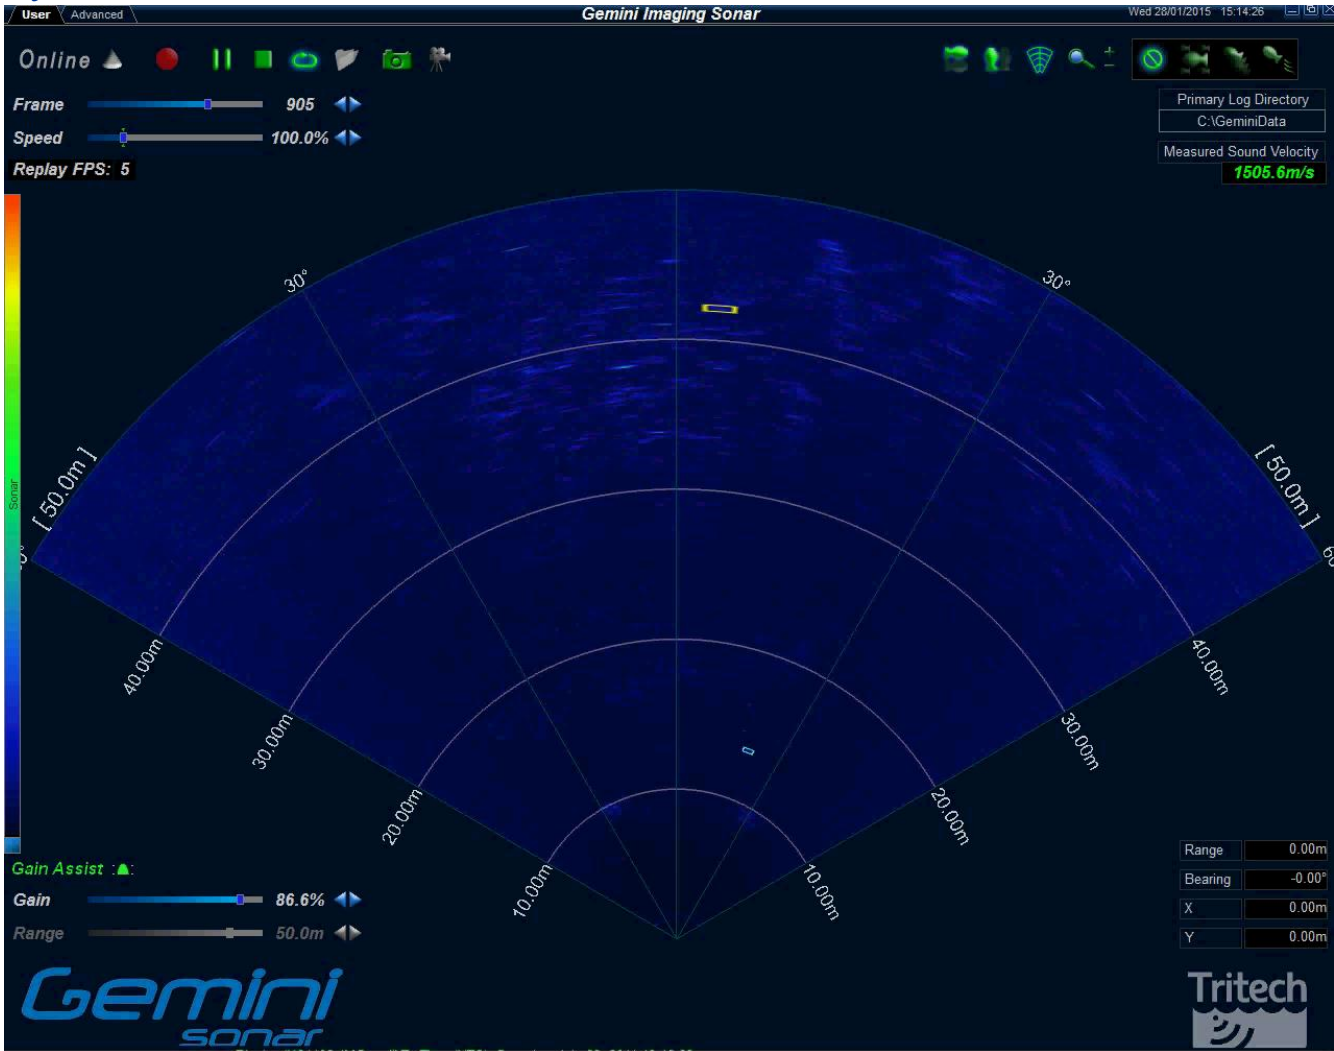 User Advanced Gemini Imaging Sonar Wed 28/01/2015 15:14:26
Online
Frame 905
Speed 100.0%
Replay FPS: 5
Primary Log Directory
C:\GeminiData
Measured Sound Velocity
1505.6m/s
30° 30°
[ 50.0m ] [ 50.0m ]
Sonar
40.00m 40.00m
30.00m 30.00m
20.00m 20.00m
10.00m 10.00m
Gain Assist
Gain 86.6%
Range 50.0m
Range 0.00m
Bearing -0.00°
X 0.00m
Y 0.00m
Gemini
sonar
Tritech